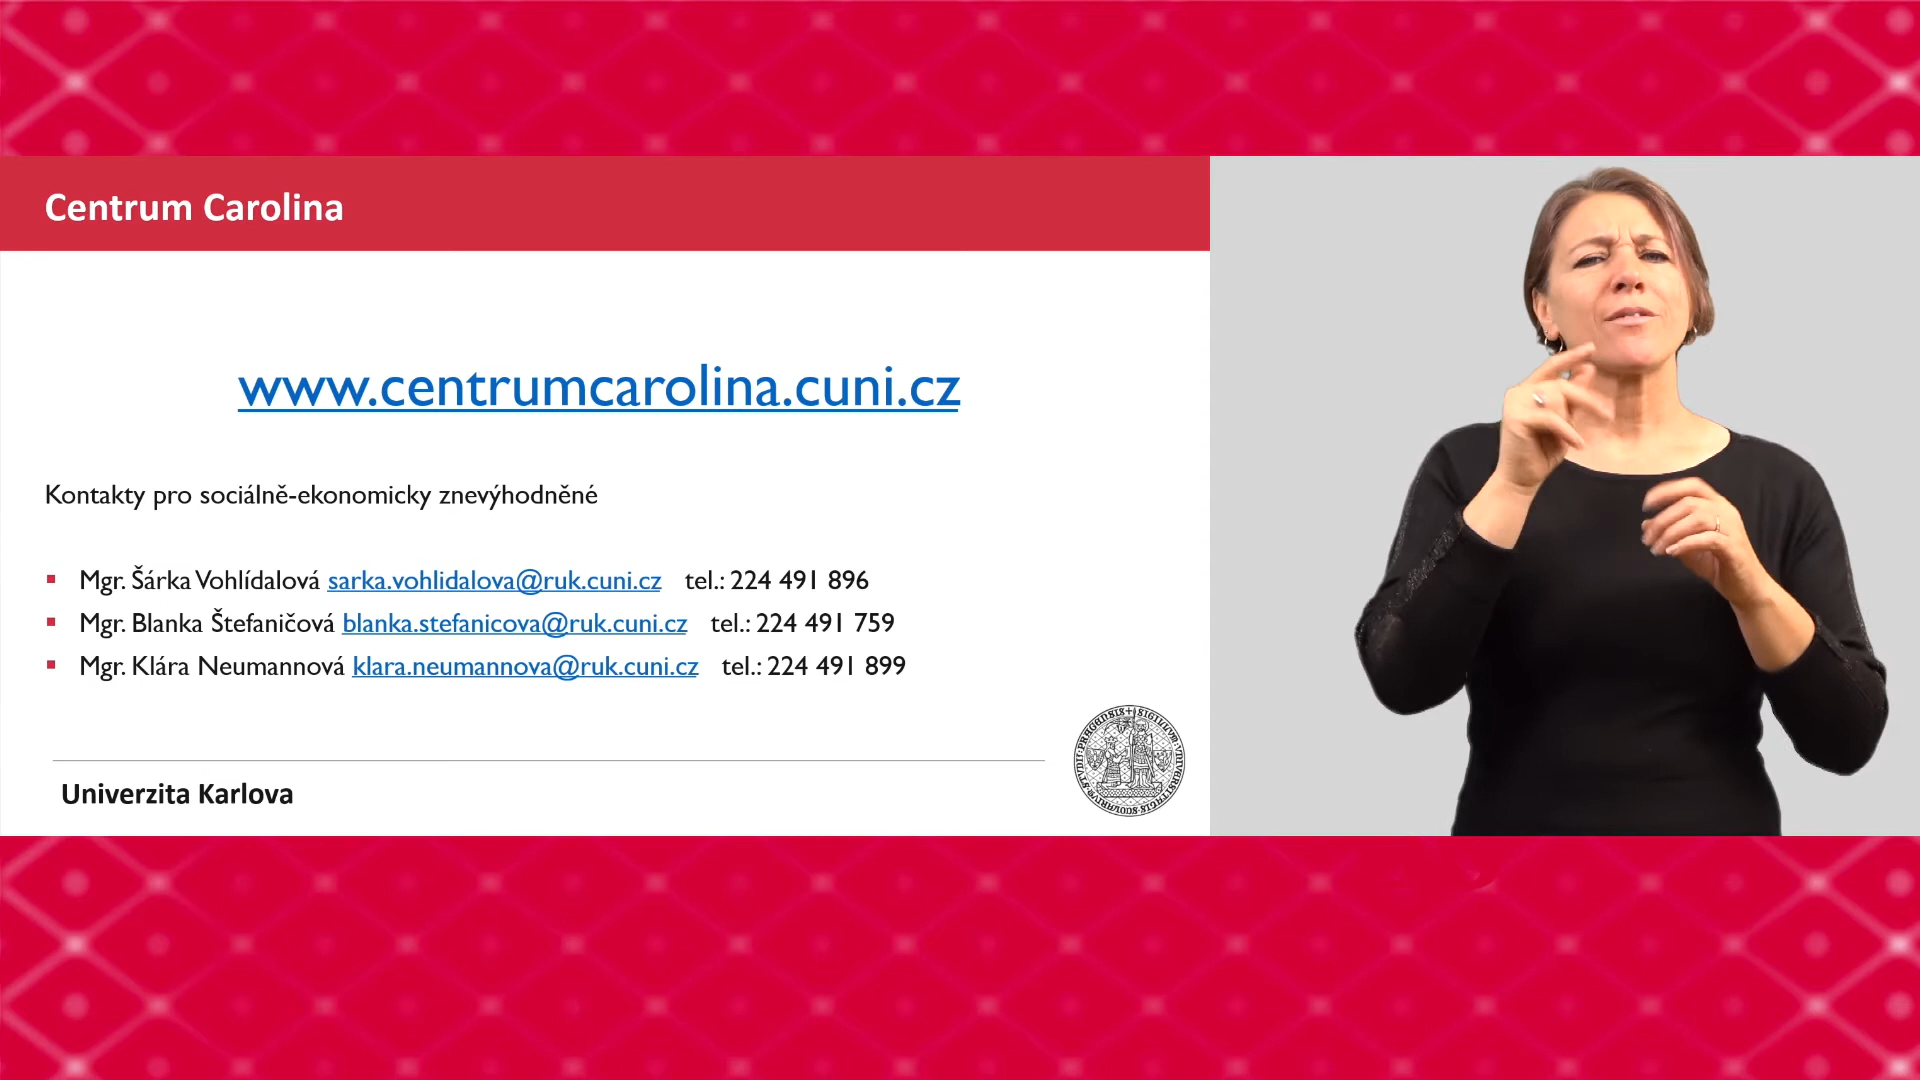 Centrum Carolina
www.centrumcarolina.cuni.cz
Kontakty pro sociálně-ekonomicky znevýhodněné
Mgr. Šárka Vohlídalová sarka.vohlidalova@ruk.cuni.cz tel.: 224 491 896
Mgr. Blanka Štefaničová blanka.stefanicova@ruk.cuni.cz tel.: 224 491 759
Mgr. Klára Neumannová klara.neumannova@ruk.cuni.cz tel.: 224 491 899
Univerzita Karlova